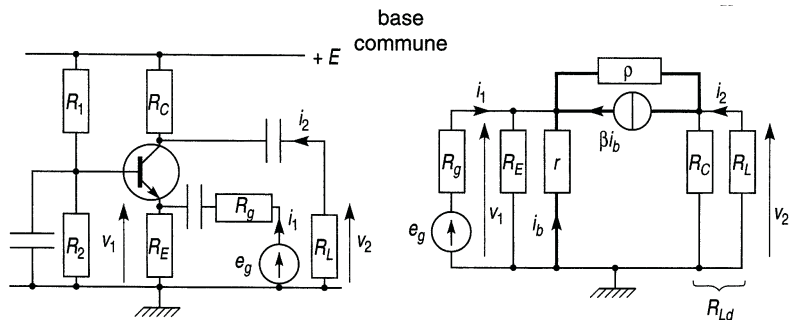 base
commune
+ E
R1
RC
i2
R2
v1
RE
Rg
i1
eg
RL
v2
ρ
i1
i2
βib
Rg
RE
r
RC
RL
v1
ib
v2
eg
RLd